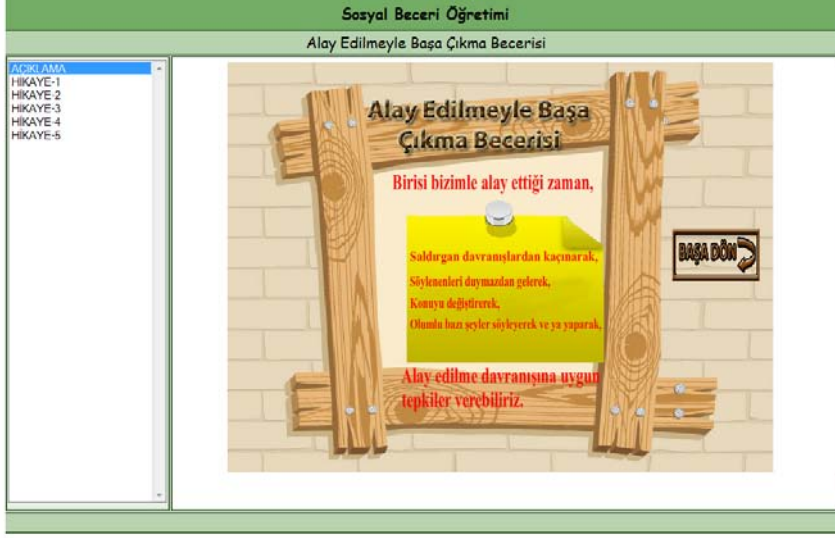 Sosyal Beceri Öğretimi
Alay Edilmeyle Başa Çıkma Becerisi
AÇIKLAMA
HİKAYE-1
HİKAYE-2
HİKAYE-3
HİKAYE-4
HİKAYE-5
Alay Edilmeyle Başa
Çıkma Becerisi
Birisi bizimle alay ettiği zaman,
Saldırgan davranışlardan kaçınarak,
Söylenenleri duymazdan gelerek,
Konuyu değiştirerek,
Olumlu bazı şeyler söyleyerek ve ya yaparak,
Alay edilme davranışına uygun
tepkiler verebiliriz.
BAŞA DÖN